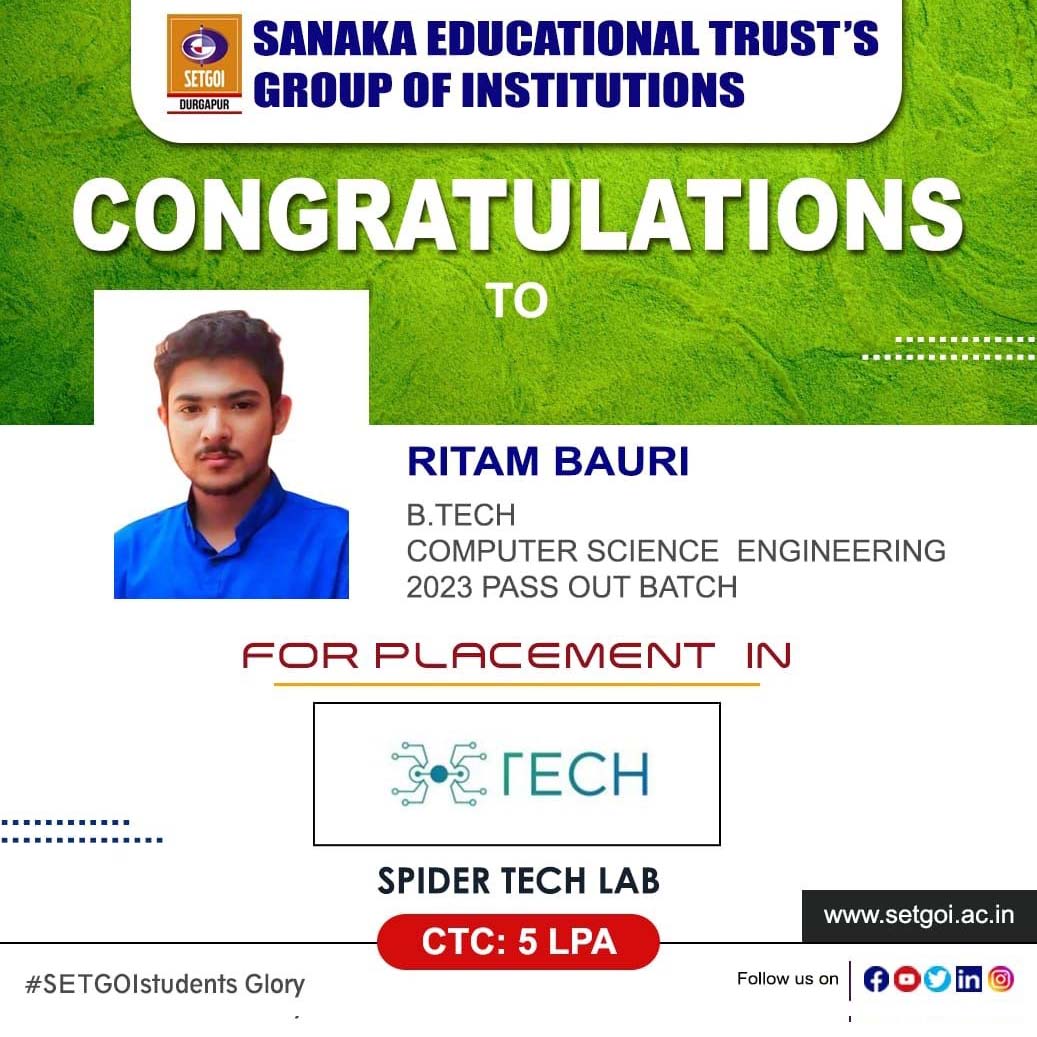 SETGOI
DURGAPUR
SANAKA EDUCATIONAL TRUST'S
GROUP OF INSTITUTIONS
CONGRATULATIONS
TO
RITAM BAURI
B.TECH
COMPUTER SCIENCE ENGINEERING
2023 PASS OUT BATCH
FOR PLACEMENT IN
TECH
SPIDER TECH LAB
CTC: 5 LPA
www.setgoi.ac.in
#SETGOIstudents Glory
Follow us on